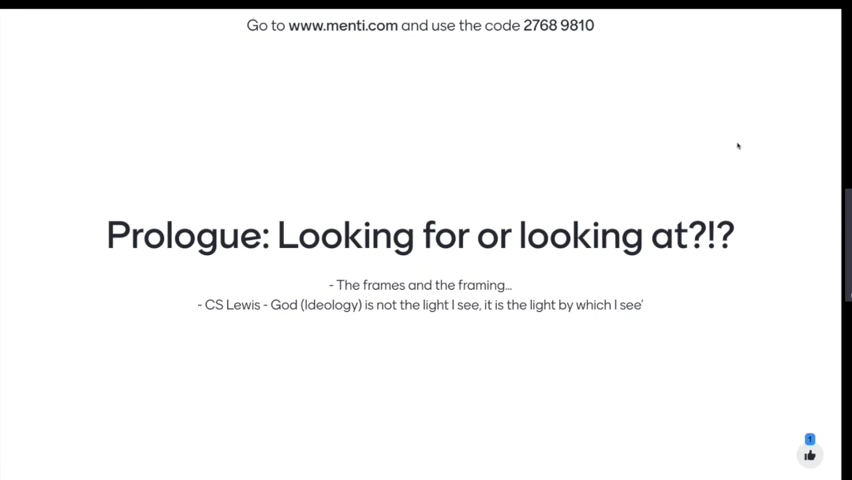 Go to www.menti.com and use the code 2768 9810
Prologue: Looking for or looking at?!?
- The frames and the framing...
- CS Lewis - God (Ideology) is not the light I see, it is the light by which I see'
1